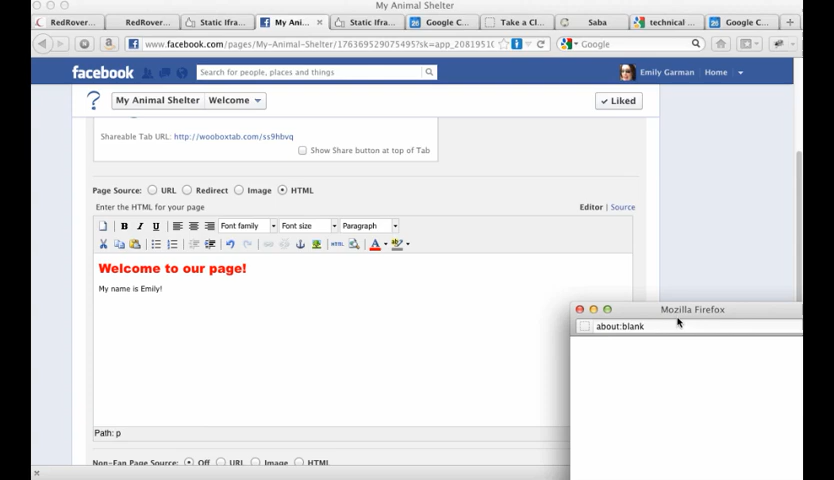 My Animal Shelter
RedRover...
RedRover...
Static Ifra...
My Ani...
Static Ifra...
Google C...
Take a Cl...
Saba
technical ...
Google C...
www.facebook.com/pages/My-Animal-Shelter/176369529075495?sk=app_20819510
Google
facebook
Search for people, places and things
Emily Garman
Home
My Animal Shelter
Welcome
Liked
Shareable Tab URL: http://wooboxtab.com/ss9hbvq
Show Share button at top of Tab
Page Source: URL Redirect Image HTML
Enter the HTML for your page
Editor | Source
B I U Font family Font size Paragraph
HTML A
Welcome to our page!
My name is Emily!
Mozilla Firefox
about:blank
Path: p
Non-Fan Page Source: Off URL Image HTML